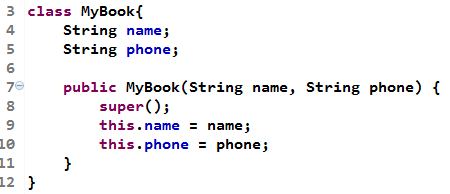 3 class MyBook{
4     String name;
5     String phone;
6
7     public MyBook(String name, String phone) {
8         super();
9         this.name = name;
10         this.phone = phone;
11     }
12 }